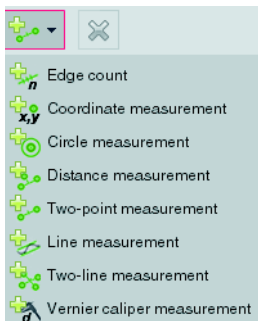 n Edge count
x,y Coordinate measurement
Circle measurement
Distance measurement
Two-point measurement
Line measurement
Two-line measurement
d Vernier caliper measurement